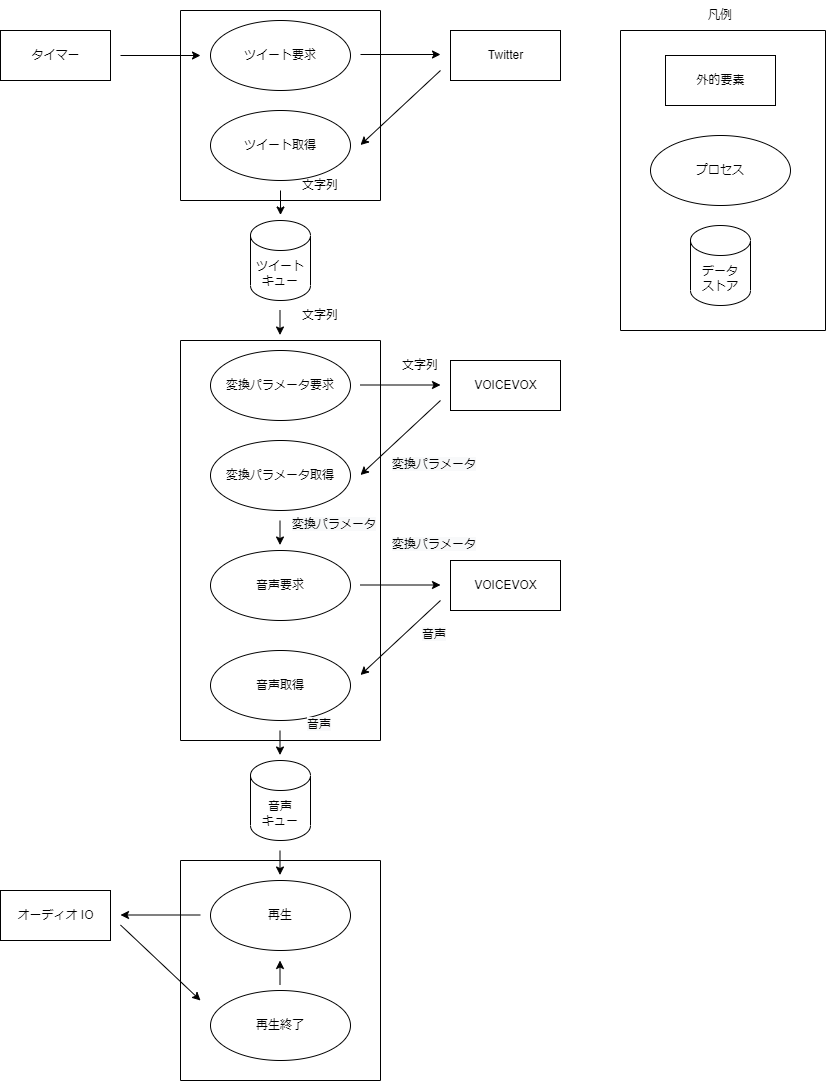 凡例
タイマー
ツイート要求
Twitter
外的要素
ツイート取得
プロセス
文字列
ツイート
キュー
データ
ストア
文字列
変換パラメータ要求
文字列
VOICEVOX
変換パラメータ取得
変換パラメータ
変換パラメータ
変換パラメータ
音声要求
VOICEVOX
音声
音声取得
音声
音声
キュー
オーディオ IO
再生
再生終了